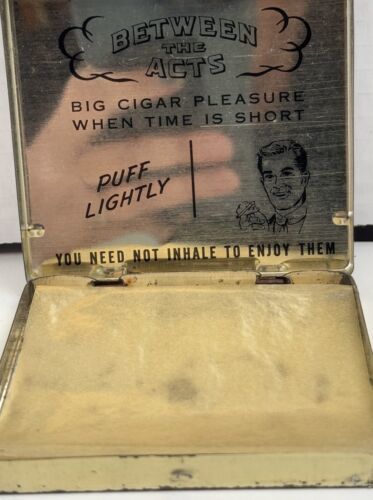 BETWEEN
THE
ACTS
BIG CIGAR PLEASURE
WHEN TIME IS SHORT
PUFF
LIGHTLY
YOU NEED NOT INHALE TO ENJOY THEM